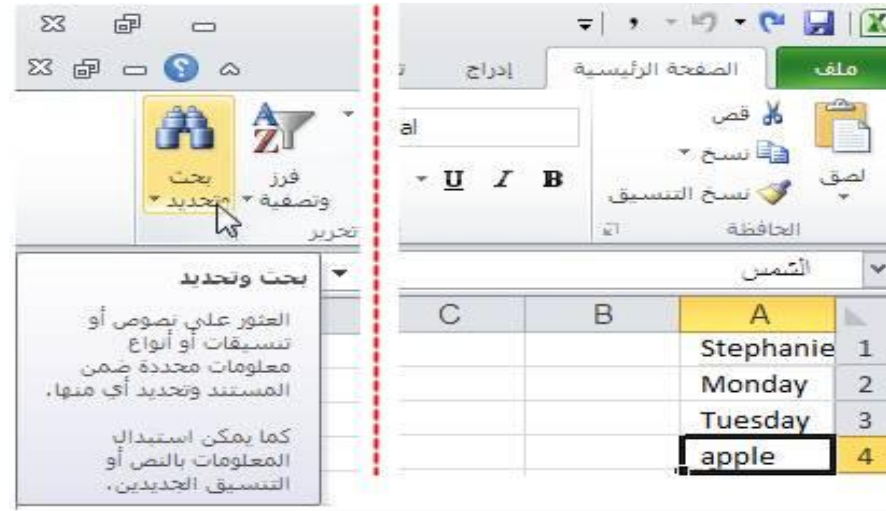 ملف
الصفحة الرئيسية
إدراج
قص
نسخ
نسخ التنسيق
لصق
الحافظة
al
B I U
فرز وتصفية
بحث وتحديد
تحرير
الشمس
A B C
1 Stephanie
2 Monday
3 Tuesday
4 apple
بحث وتحديد
العثور على نصوص أو
تنسيقات أو أنواع
معلومات محددة ضمن
المستند وتحديد أي منها.
كما يمكن استبدال
المعلومات بالنص أو
التنسيق الجديدين.